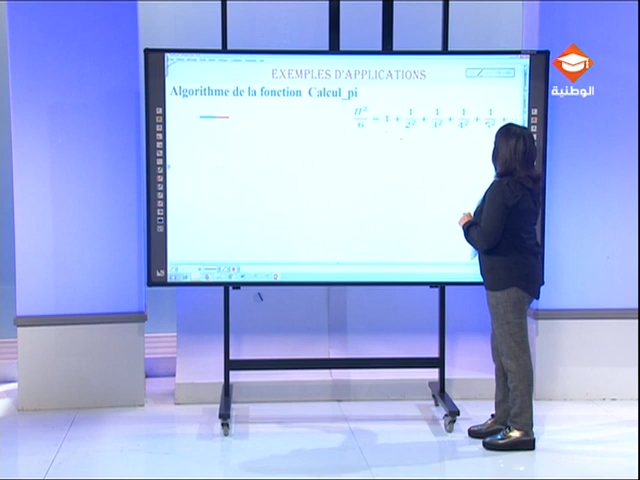 EXEMPLES D'APPLICATIONS
Algorithme de la fonction Calcul_pi
Π²/6 = 1 + 1/2² + 1/3² + 1/4² + 1/5² +
الوطنية